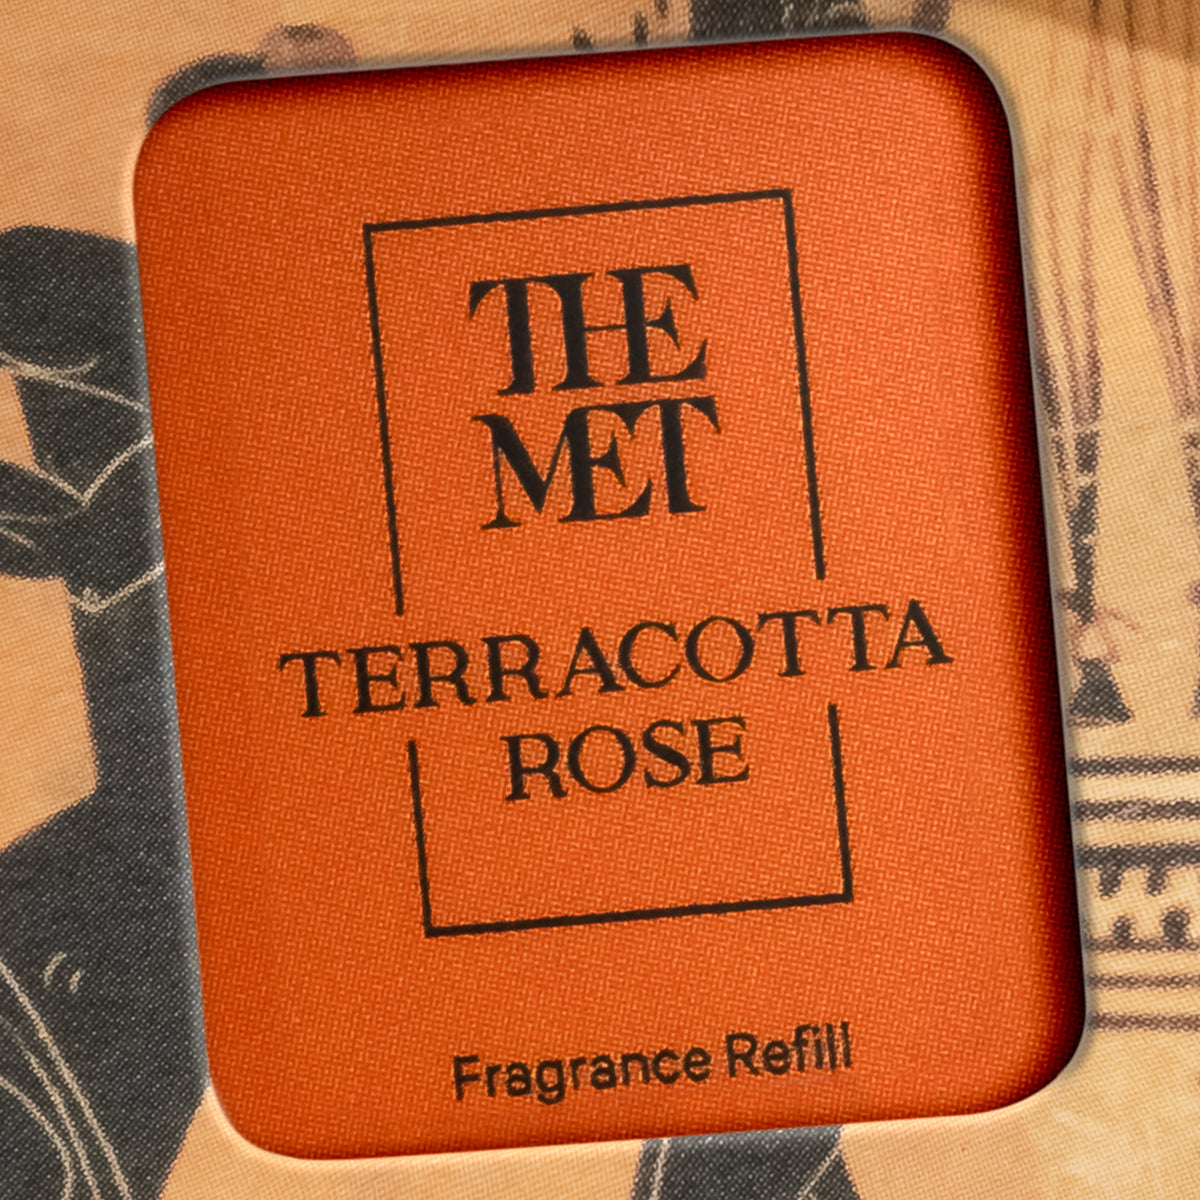 THE
MET
TERRACOTTA
ROSE
Fragrance Refill